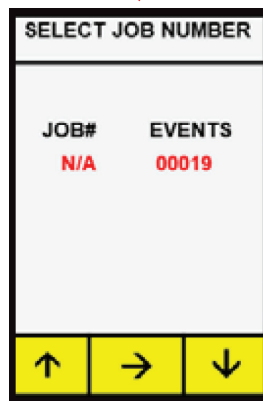 SELECT JOB NUMBER
JOB# EVENTS
N/A 00019
↑ → ↓